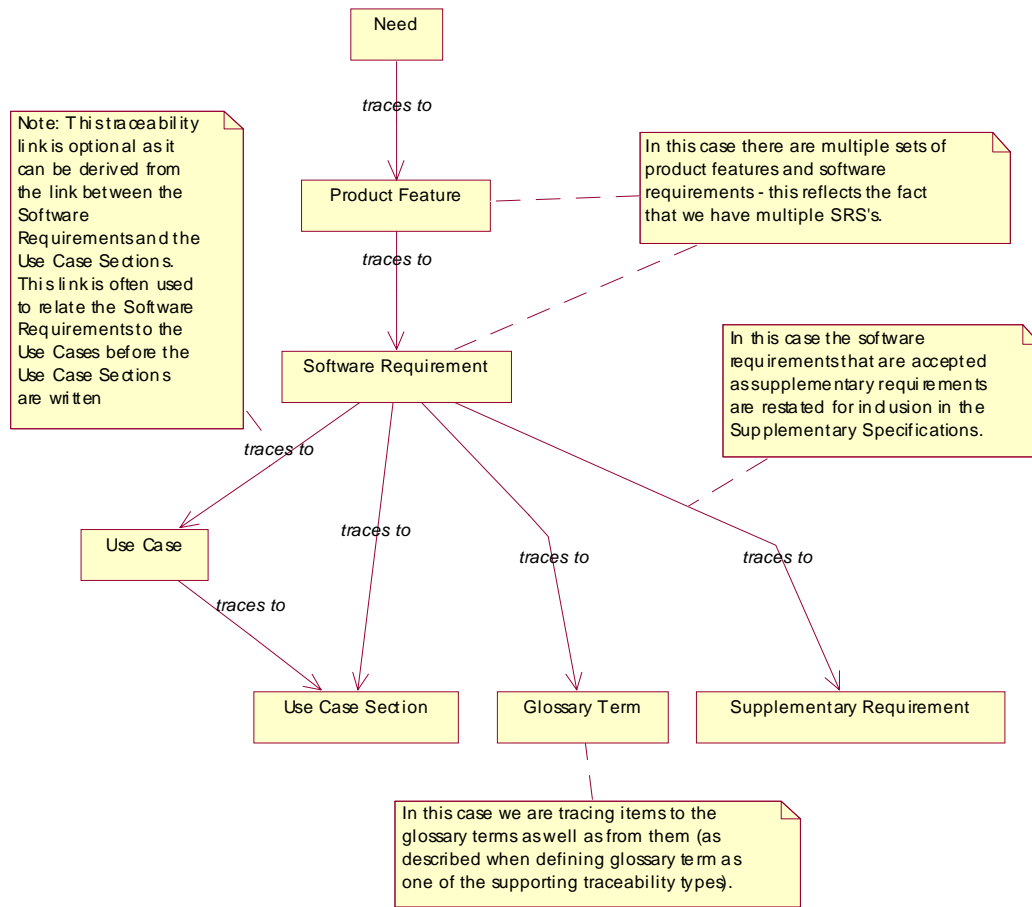 Need
traces to
Note: This traceability
link is optional as it
can be derived from
the link between the
Software
Requirements and the
Use Case Sections.
This link is often used
to relate the Software
Requirements to the
Use Cases before the
Use Case Sections
are written
In this case there are multiple sets of
product features and software
requirements - this reflects the fact
that we have multiple SRS's.
Product Feature
traces to
Software Requirement
In this case the software
requirements that are accepted
as supplementary requirements
are restated for inclusion in the
Supplementary Specifications.
traces to
traces to
traces to
traces to
Use Case
traces to
Use Case Section
Glossary Term
Supplementary Requirement
In this case we are tracing items to the
glossary terms as well as from them (as
described when defining glossary term as
one of the supporting traceability types).